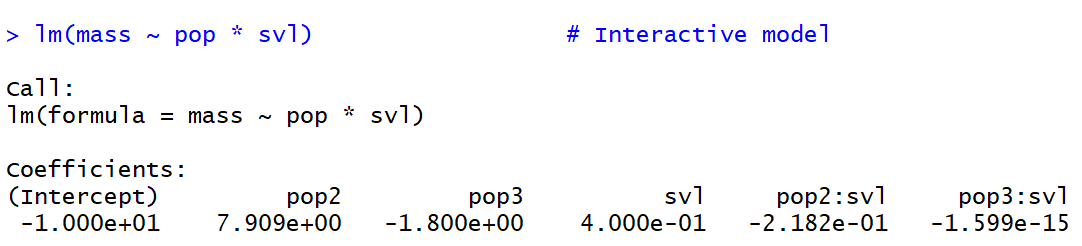 > lm(mass ~ pop * svl)                  # Interactive model
Call:
lm(formula = mass ~ pop * svl)
Coefficients:
(Intercept)         pop2         pop3          svl     pop2:svl     pop3:svl
 -1.000e+01    7.909e+00   -1.800e+00    4.000e-01   -2.182e-01   -1.599e-15